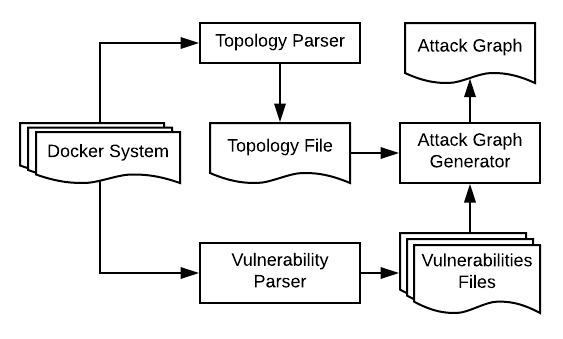 Topology Parser
Attack Graph
Docker System
Topology File
Attack Graph
Generator
Vulnerability
Parser
Vulnerabilities
Files